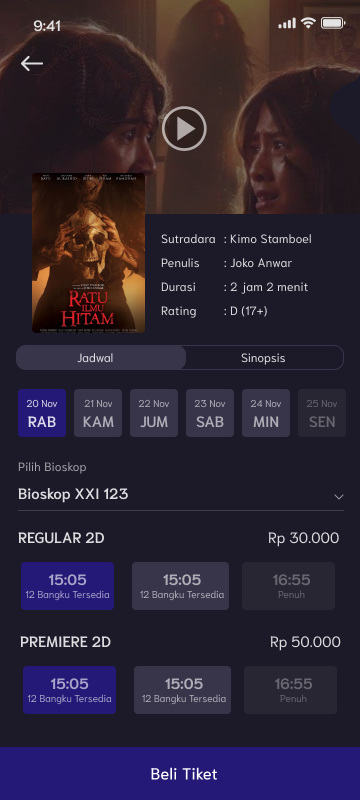 9:41
RATU
ILMU
HITAM
Sutradara : Kimo Stamboel
Penulis : Joko Anwar
Durasi : 2 jam 2 menit
Rating : D (17+)
Jadwal Sinopsis
20 Nov 21 Nov 22 Nov 23 Nov 24 Nov 25 Nov
RAB KAM JUM SAB MIN SEN
Pilih Bioskop
Bioskop XXI 123
REGULAR 2D Rp 30.000
15:05 15:05 16:55
12 Bangku Tersedia 12 Bangku Tersedia Penuh
PREMIERE 2D Rp 50.000
15:05 15:05 16:55
12 Bangku Tersedia 12 Bangku Tersedia Penuh
Beli Tiket